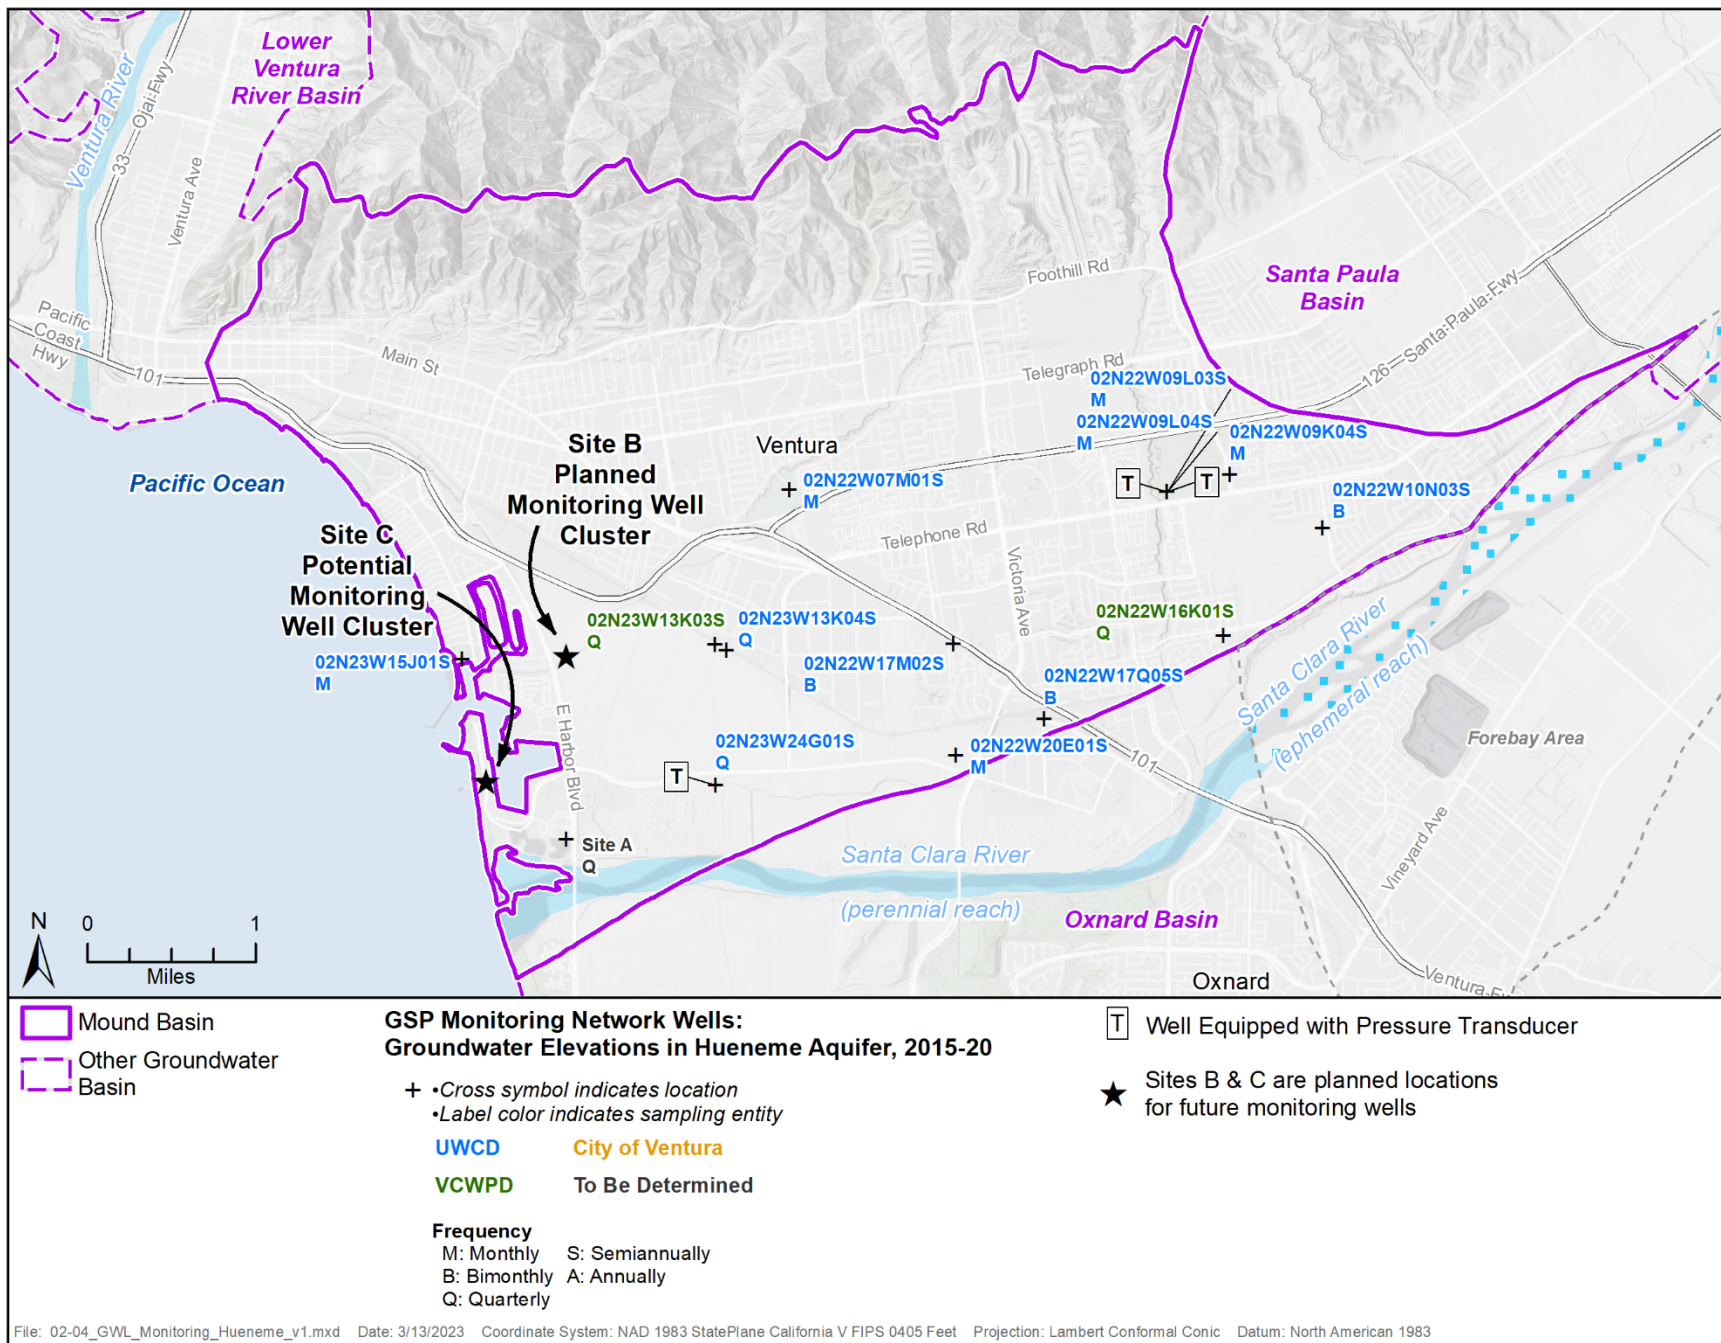 Lower
Ventura
River Basin
Ventura River
Ojai-Fwy
33
Ventura Ave
Foothill Rd
Santa Paula
Basin
Pacific
Coast
Hwy
101
Main St
Telegraph Rd
126
Santa-Paula-Fwy
02N22W09L03S
M
02N22W09L04S
M
02N22W09K04S
M
Ventura
Site B
Planned
Monitoring Well
Cluster
Pacific Ocean
02N22W07M01S
M
T
T
02N22W10N03S
B
Telephone Rd
Victoria Ave
Site C
Potential
Monitoring
Well Cluster
02N23W13K03S
Q
02N23W13K04S
Q
02N22W16K01S
Q
02N23W15J01S
M
02N22W17M02S
B
02N22W17Q05S
B
Santa Clara River
(ephemeral reach)
E Harbor Blvd
02N23W24G01S
Q
T
02N22W20E01S
M
101
Forebay Area
Site A
Q
Santa Clara River
(perennial reach)
Vineyard Ave
Oxnard Basin
Oxnard
N
0 1
Miles
Mound Basin
Other Groundwater
Basin
GSP Monitoring Network Wells:
Groundwater Elevations in Hueneme Aquifer, 2015-20
•Cross symbol indicates location
•Label color indicates sampling entity
UWCD City of Ventura
VCWPD To Be Determined
Frequency
M: Monthly S: Semiannually
B: Bimonthly A: Annually
Q: Quarterly
T Well Equipped with Pressure Transducer
Sites B & C are planned locations
for future monitoring wells
File: 02-04_GWL_Monitoring_Hueneme_v1.mxd Date: 3/13/2023 Coordinate System: NAD 1983 StatePlane California V FIPS 0405 Feet Projection: Lambert Conformal Conic Datum: North American 1983